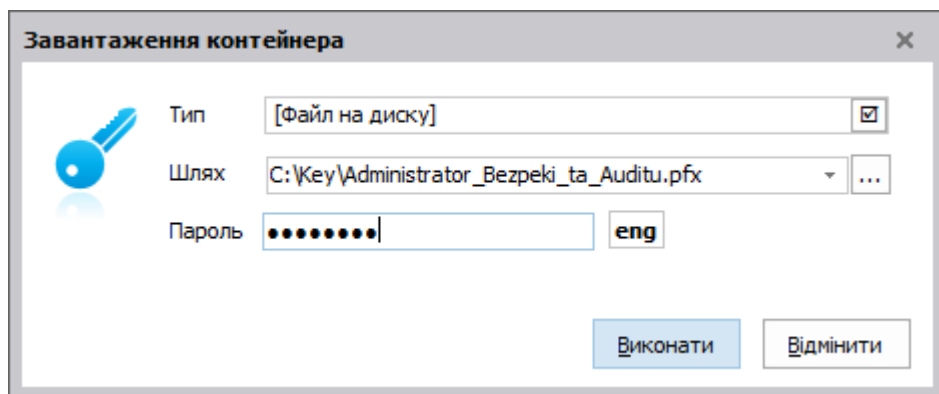 Завантаження контейнера
Тип [Файл на диску]
Шлях C:\Key\Administrator_Bezpeki_ta_Auditu.pfx ...
Пароль ●●●●●●●● eng
Виконати Відмінити